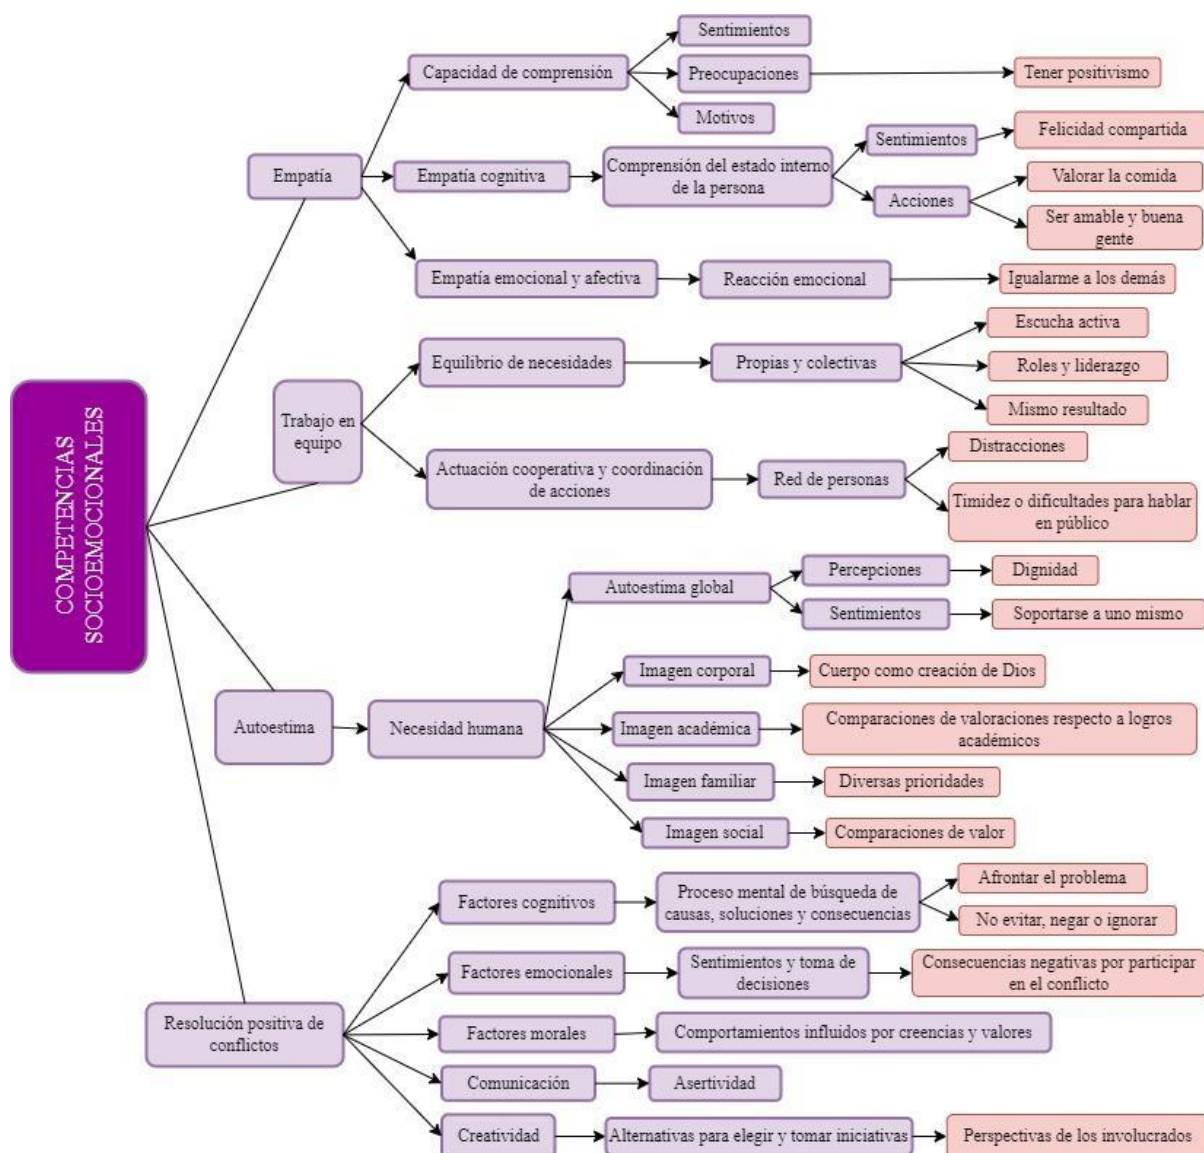 COMPETENCIAS
SOCIOEMOCIONALES
Empatía
Capacidad de comprensión
Sentimientos
Preocupaciones
Tener positivismo
Motivos
Empatía cognitiva
Comprensión del estado interno
de la persona
Sentimientos
Felicidad compartida
Acciones
Valorar la comida
Ser amable y buena
gente
Empatía emocional y afectiva
Reacción emocional
Igualarme a los demás
Trabajo en
equipo
Equilibrio de necesidades
Propias y colectivas
Escucha activa
Roles y liderazgo
Mismo resultado
Actuación cooperativa y coordinación
de acciones
Red de personas
Distracciones
Timidez o dificultades para hablar
en público
Autoestima
Necesidad humana
Autoestima global
Percepciones
Dignidad
Sentimientos
Soportarse a uno mismo
Imagen corporal
Cuerpo como creación de Dios
Imagen académica
Comparaciones de valoraciones respecto a logros
académicos
Imagen familiar
Diversas prioridades
Imagen social
Comparaciones de valor
Resolución positiva de
conflictos
Factores cognitivos
Proceso mental de búsqueda de
causas, soluciones y consecuencias
Afrontar el problema
No evitar, negar o ignorar
Factores emocionales
Sentimientos y toma de
decisiones
Consecuencias negativas por participar
en el conflicto
Factores morales
Comportamientos influidos por creencias y valores
Comunicación
Asertividad
Creatividad
Alternativas para elegir y tomar iniciativas
Perspectivas de los involucrados